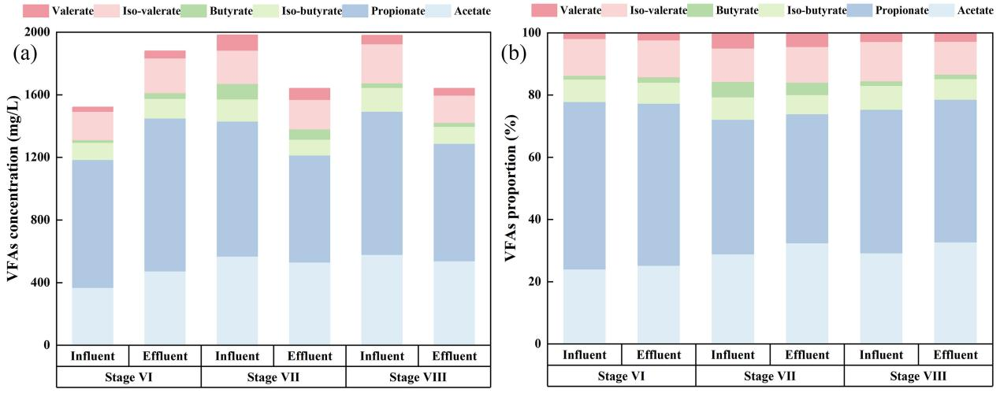 Valerate Iso-valerate Butyrate Iso-butyrate Propionate Acetate
(a)
VFAs concentration (mg/L)
2000
1600
1200
800
400
0
Influent Effluent Influent Effluent Influent Effluent
Stage VI Stage VII Stage VIII
Valerate Iso-valerate Butyrate Iso-butyrate Propionate Acetate
(b)
VFAs proportion (%)
100
80
60
40
20
0
Influent Effluent Influent Effluent Influent Effluent
Stage VI Stage VII Stage VIII